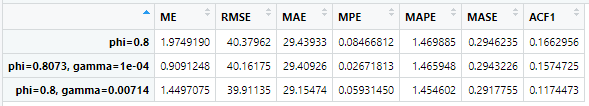 ME RMSE MAE MPE MAPE MASE ACF1
phi=0.8 1.9749190 40.37962 29.43933 0.08466812 1.469885 0.2946235 0.1662956
phi=0.8073, gamma=1e-04 0.9091248 40.16175 29.40926 0.02671813 1.465948 0.2943226 0.1574725
phi=0.8, gamma=0.00714 1.4497075 39.91135 29.15474 0.05931450 1.454602 0.2917755 0.1174473